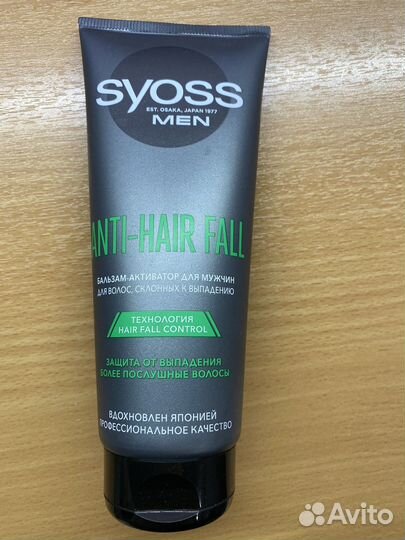 syoss
EST. OSAKA, JAPAN 1977
MEN
ANTI-HAIR FALL
БАЛЬЗАМ-АКТИВАТОР ДЛЯ МУЖЧИН
ДЛЯ ВОЛОС, СКЛОННЫХ К ВЫПАДЕНИЮ
ТЕХНОЛОГИЯ
HAIR FALL CONTROL
ЗАЩИТА ОТ ВЫПАДЕНИЯ
БОЛЕЕ ПОСЛУШНЫЕ ВОЛОСЫ
ВДОХНОВЛЕН ЯПОНИЕЙ
ПРОФЕССИОНАЛЬНОЕ КАЧЕСТВО
Avito